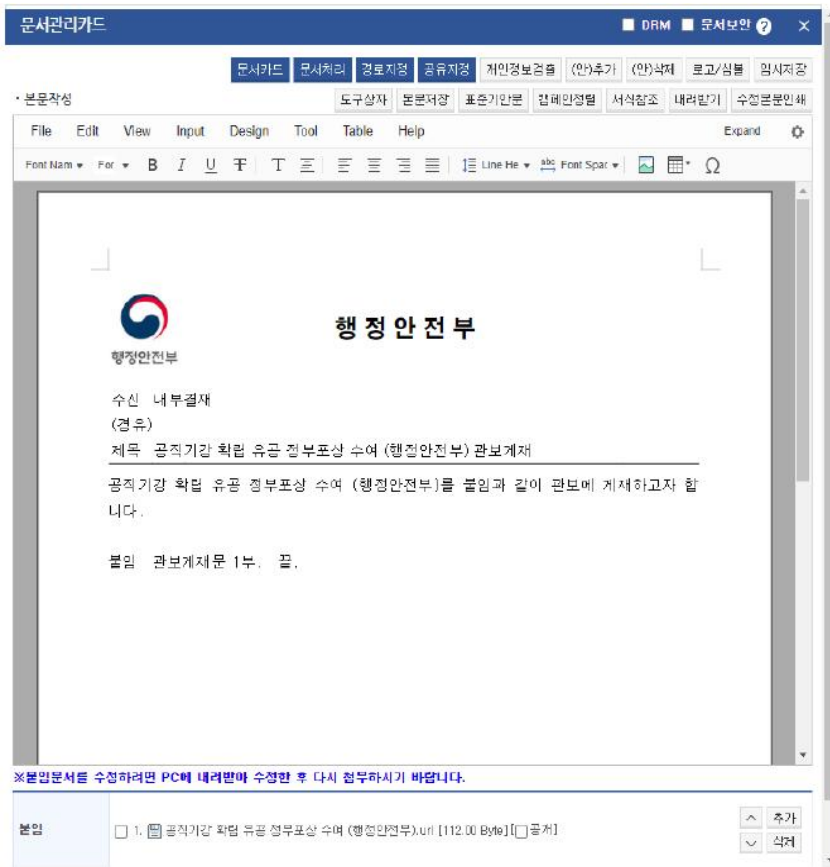 문서관리카드 DRM 문서보안 ?
문서카드 문서처리 경로지정 공유지정 개인정보검출 (안)추가 (안)삭제 로고/심볼 임시저장
· 본문작성 도구상자 본문저장 표준기안문 캠페인정렬 서식참조 내려받기 수정본문인쇄
File Edit View Input Design Tool Table Help Expand
Font Nam For B I U T T Line He abc Font Spac Ω
행정안전부
행정안전부
수신 내부결재
(경유)
제목 공직기강 확립 유공 정부포상 수여 (행정안전부) 관보게재
공직기강 확립 유공 정부포상 수여 (행정안전부)를 붙임과 같이 관보에 게재하고자 합
니다.
붙임 관보게재문 1부. 끝.
※붙임문서를 수정하려면 PC에 내려받아 수정한 후 다시 첨부하시기 바랍니다.
붙임 1. 공직기강 확립 유공 정부포상 수여 (행정안전부).url [112.00 Byte] [공개] 추가
삭제